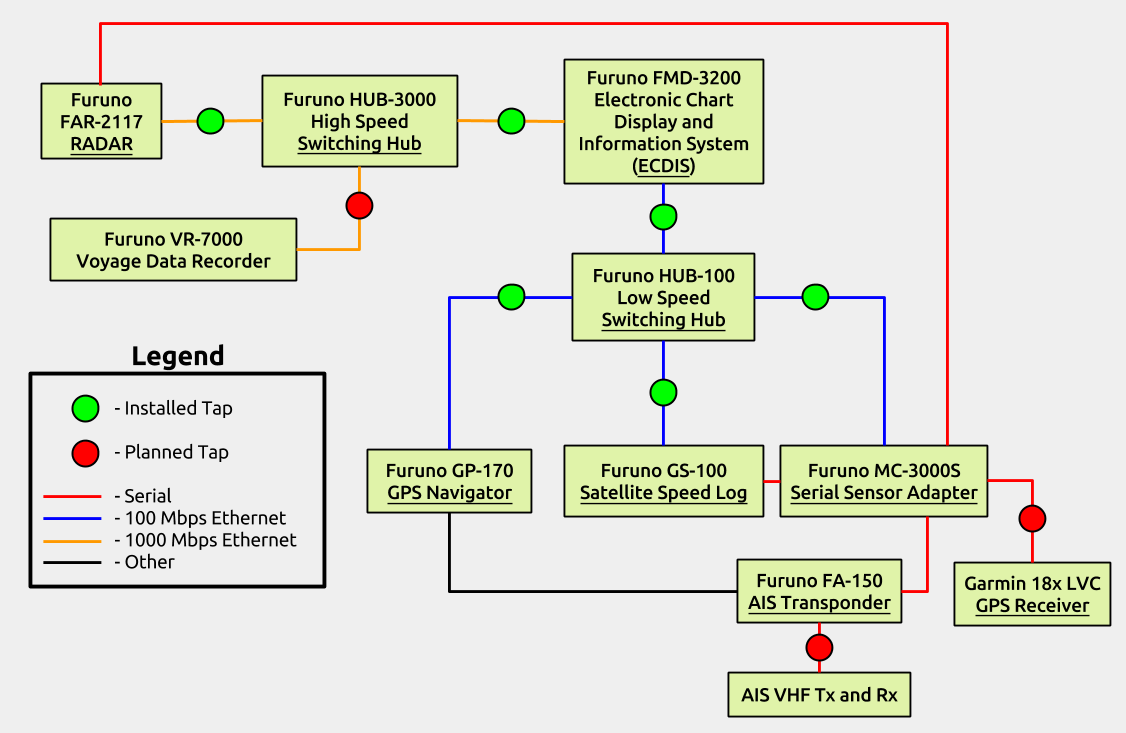 Furuno
FAR-2117
RADAR
Furuno HUB-3000
High Speed
Switching Hub
Furuno FMD-3200
Electronic Chart
Display and
Information System
(ECDIS)
Furuno VR-7000
Voyage Data Recorder
Furuno HUB-100
Low Speed
Switching Hub
Legend
- Installed Tap
- Planned Tap
- Serial
- 100 Mbps Ethernet
- 1000 Mbps Ethernet
- Other
Furuno GP-170
GPS Navigator
Furuno GS-100
Satellite Speed Log
Furuno MC-3000S
Serial Sensor Adapter
Furuno FA-150
AIS Transponder
Garmin 18x LVC
GPS Receiver
AIS VHF Tx and Rx